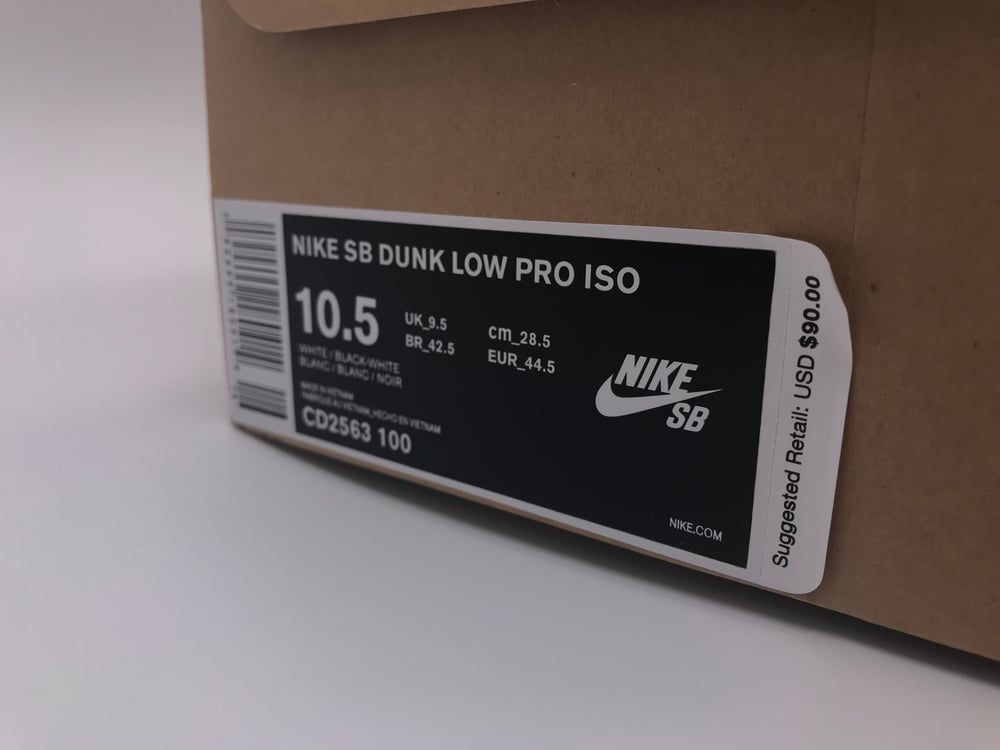 NIKE SB DUNK LOW PRO ISO
10.5
UK_9.5
cm_28.5
BR_42.5
EUR_44.5
WHITE / BLACK-WHITE
BLANC / BLANC / NOIR
MADE IN VIETNAM
FABRIQUE AU VIETNAM_HECHO EN VIETNAM
CD2563 100
NIKE
SB
NIKE.COM
Suggested Retail: USD $90.00